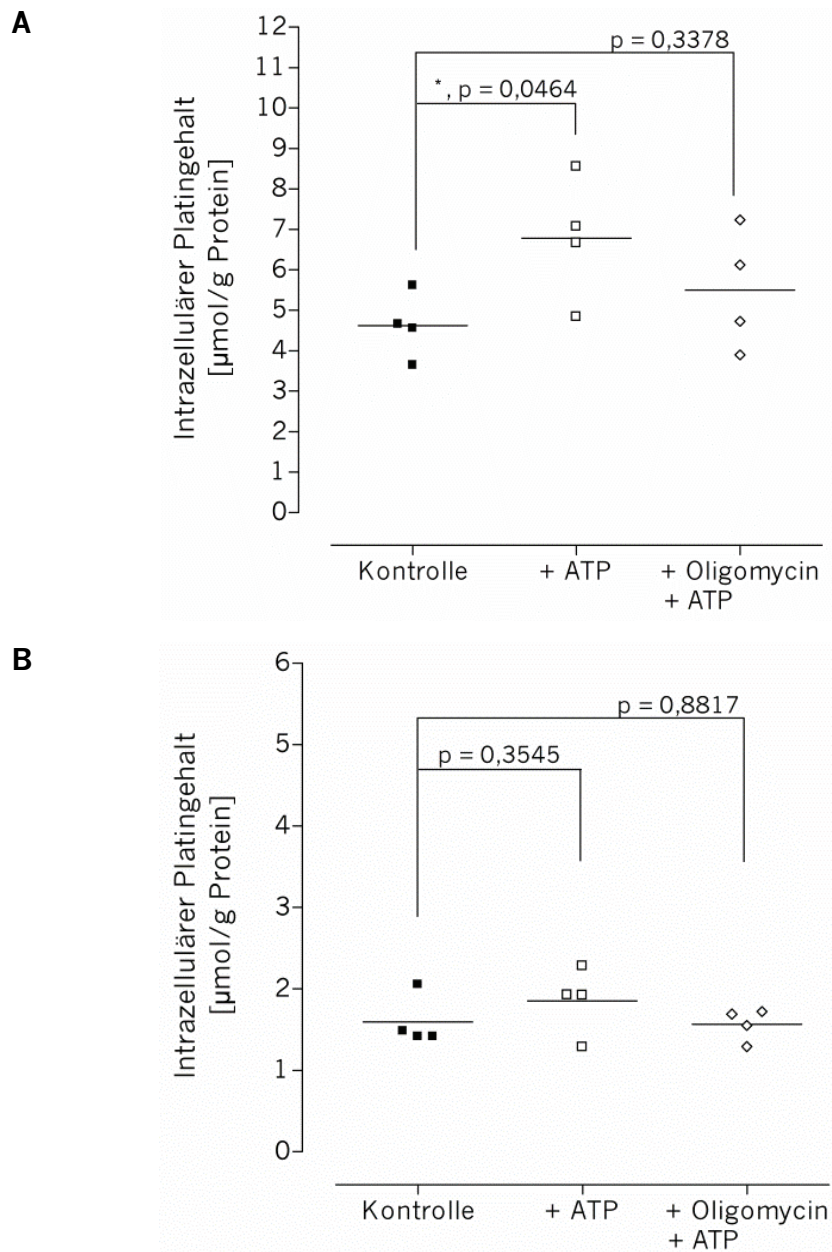 A
Intrazellulärer Platingehalt
[µmol/g Protein]
12
11
10
9
8
7
6
5
4
3
2
1
0
p = 0,3378
*, p = 0,0464
Kontrolle
+ ATP
+ Oligomycin
+ ATP
B
Intrazellulärer Platingehalt
[µmol/g Protein]
6
5
4
3
2
1
0
p = 0,8817
p = 0,3545
Kontrolle
+ ATP
+ Oligomycin
+ ATP